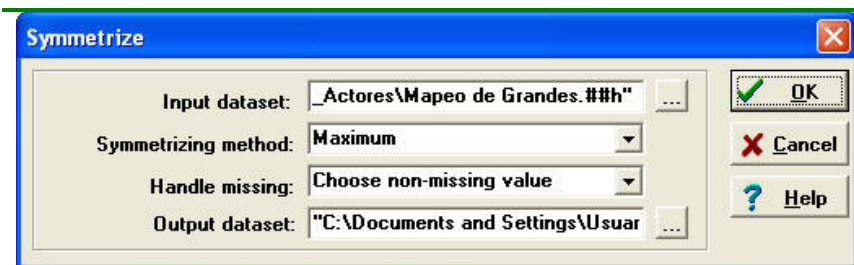 Symmetrize
Input dataset: _Actores\Mapeo de Grandes.##h" ... OK
Symmetrizing method: Maximum
Cancel
Handle missing: Choose non-missing value
Help
Output dataset: "C:\Documents and Settings\Usuar ...